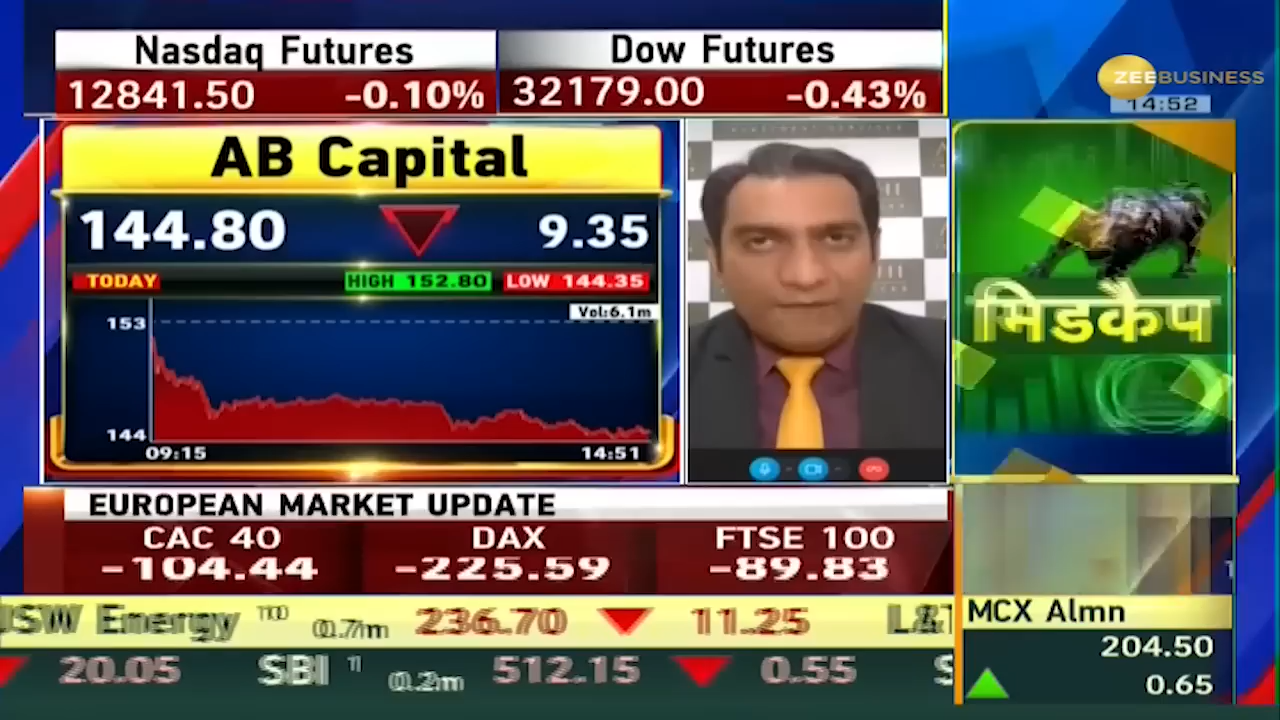 Nasdaq Futures
12841.50 -0.10%
Dow Futures
32179.00 -0.43%
ZEEBUSINESS
14:52
AB Capital
144.80 9.35
TODAY HIGH 152.80 LOW 144.35
Vol:6.1m
153
144
09:15 14:51
मिडकैप
EUROPEAN MARKET UPDATE
CAC 40 DAX FTSE 100
-104.44 -225.59 -89.83
JSW Energy 0.7m 236.70 11.25 L&T
20.05 SBI 0.2m 512.15 0.55 S
MCX Almn
204.50
0.65